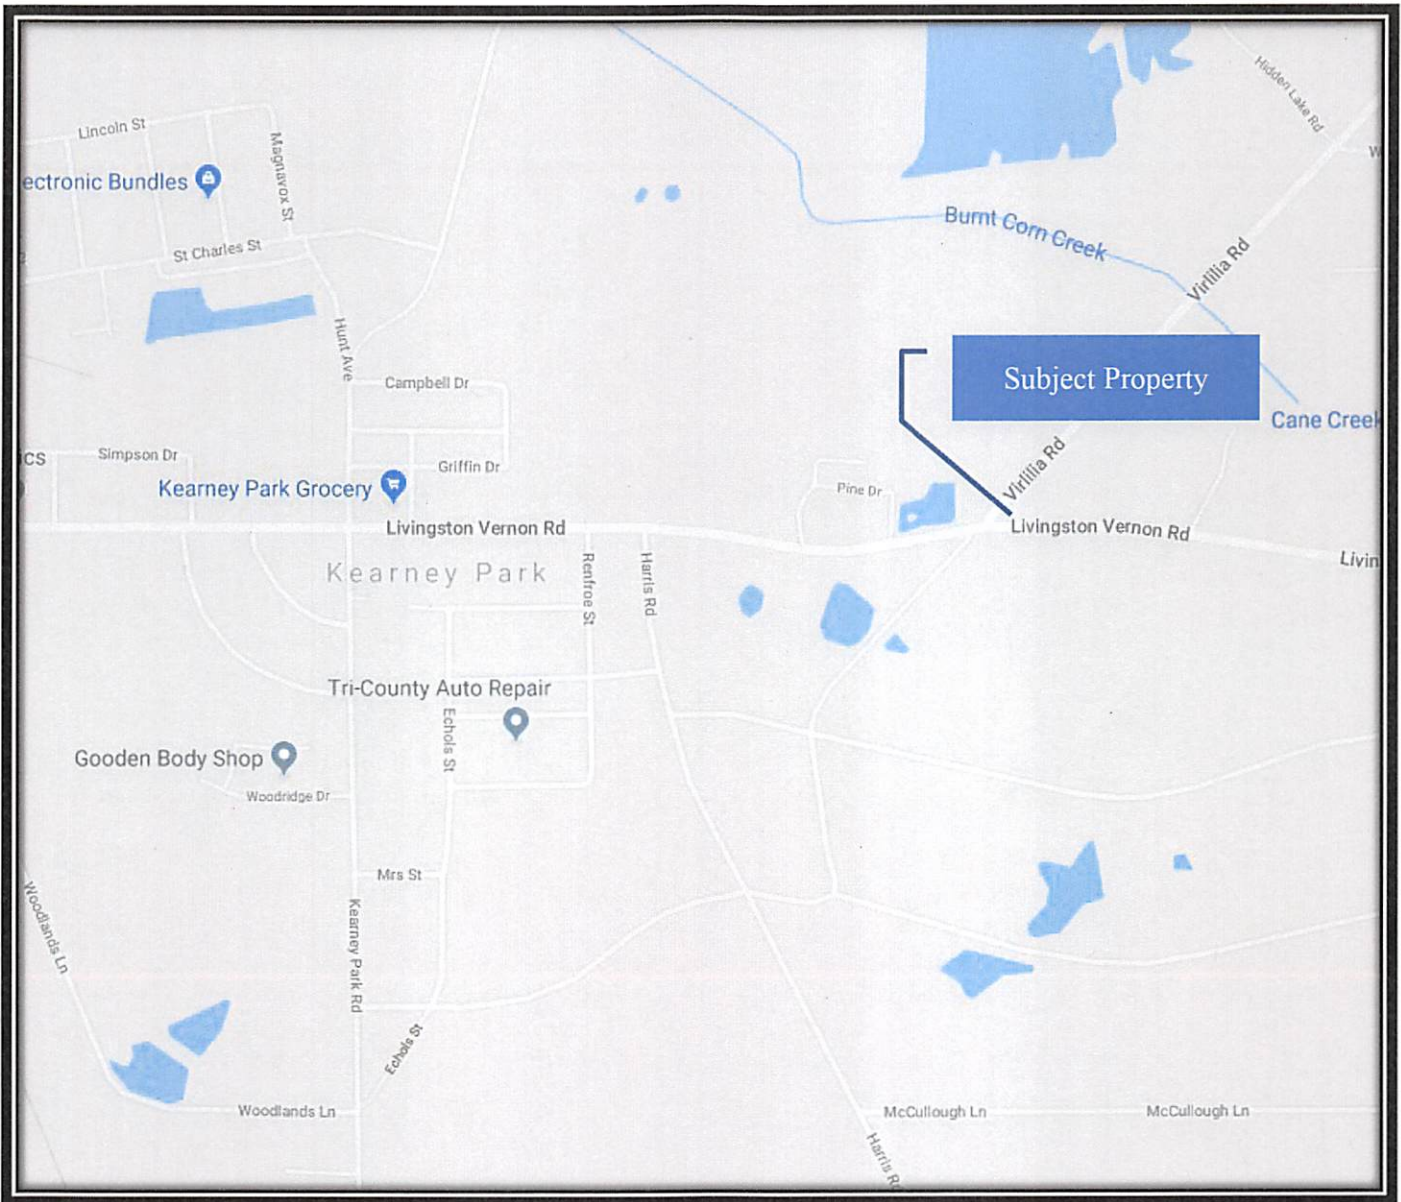 Hidden Lake Rd
Lincoln St
Magnavox St
W
ectronic Bundles
Burnt Corn Creek
St Charles St
Virlilia Rd
Hunt Ave
Subject Property
Campbell Dr
Cane Creek
ics
Simpson Dr
Griffin Dr
Virlilia Rd
Kearney Park Grocery
Pine Dr
Livingston Vernon Rd
Livingston Vernon Rd
Livin
Kearney Park
Renfroe St
Harris Rd
Tri-County Auto Repair
Echols St
Gooden Body Shop
Woodridge Dr
Mrs St
Woodlands Ln
Kearney Park Rd
Echols St
Woodlands Ln
McCullough Ln
McCullough Ln
Harris R